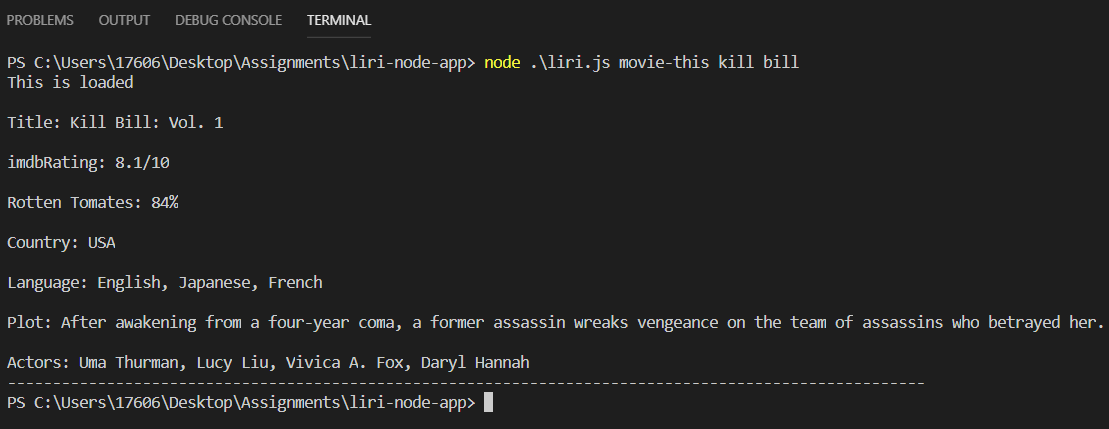 PROBLEMS OUTPUT DEBUG CONSOLE TERMINAL
PS C:\Users\17606\Desktop\Assignments\liri-node-app> node .\liri.js movie-this kill bill
This is loaded
Title: Kill Bill: Vol. 1
imdbRating: 8.1/10
Rotten Tomates: 84%
Country: USA
Language: English, Japanese, French
Plot: After awakening from a four-year coma, a former assassin wreaks vengeance on the team of assassins who betrayed her.
Actors: Uma Thurman, Lucy Liu, Vivica A. Fox, Daryl Hannah
------------------------------------------------------------------------------------------------------
PS C:\Users\17606\Desktop\Assignments\liri-node-app>